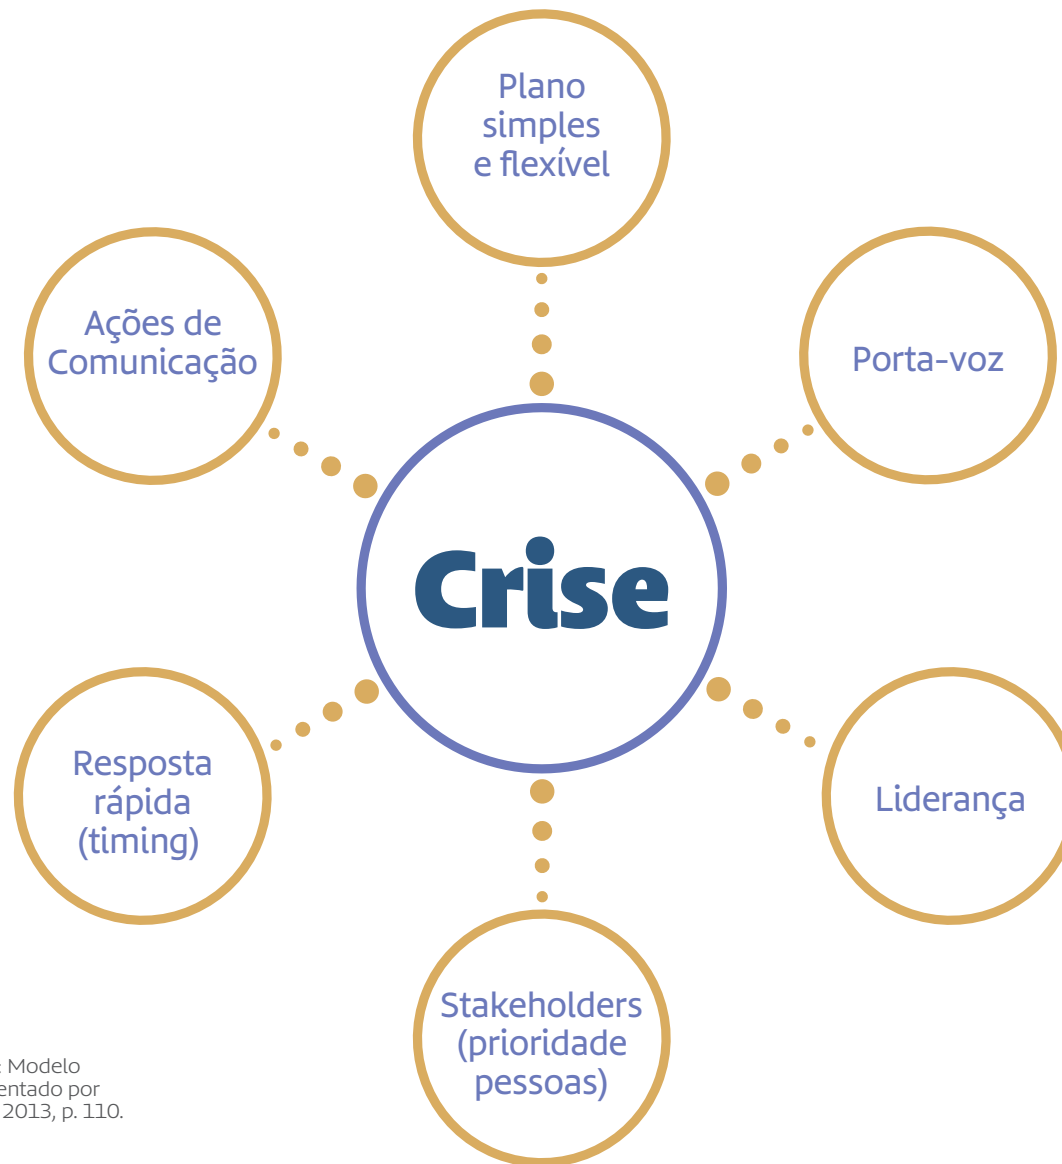 Plano
simples
e flexível
Ações de
Comunicação
Porta-voz
Crise
Resposta
rápida
(timing)
Liderança
Stakeholders
(prioridade
pessoas)
: Modelo
entado por
2013, p. 110.